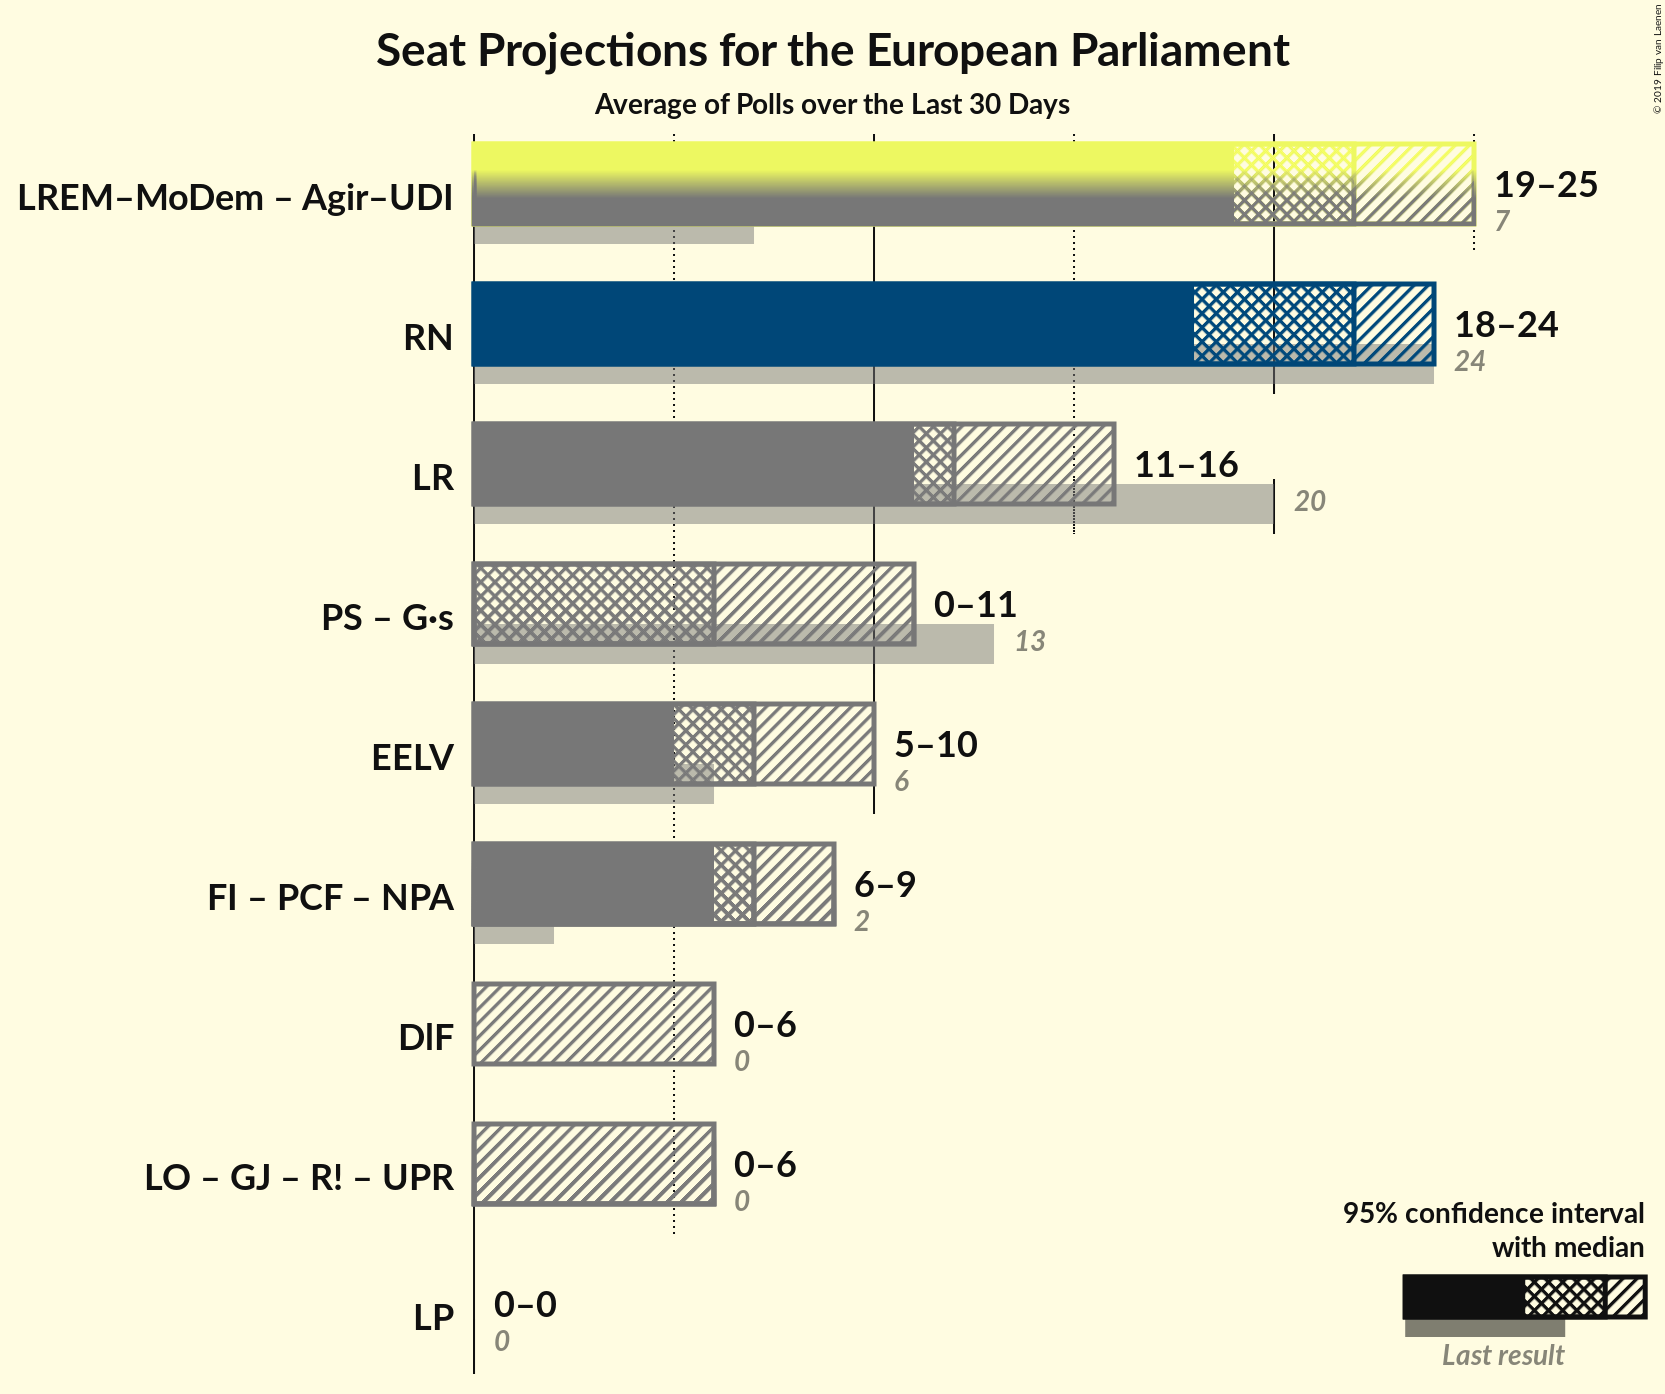 Seat Projections for the European Parliament
Average of Polls over the Last 30 Days
© 2019 Filip van Laenen
LREM–MoDem – Agir–UDI
19–25
7
RN
18–24
24
LR
11–16
20
PS – G·s
0–11
13
EELV
5–10
6
FI – PCF – NPA
6–9
2
DlF
0–6
0
LO – GJ – R! – UPR
0–6
0
LP
0–0
0
95% confidence interval
with median
Last result